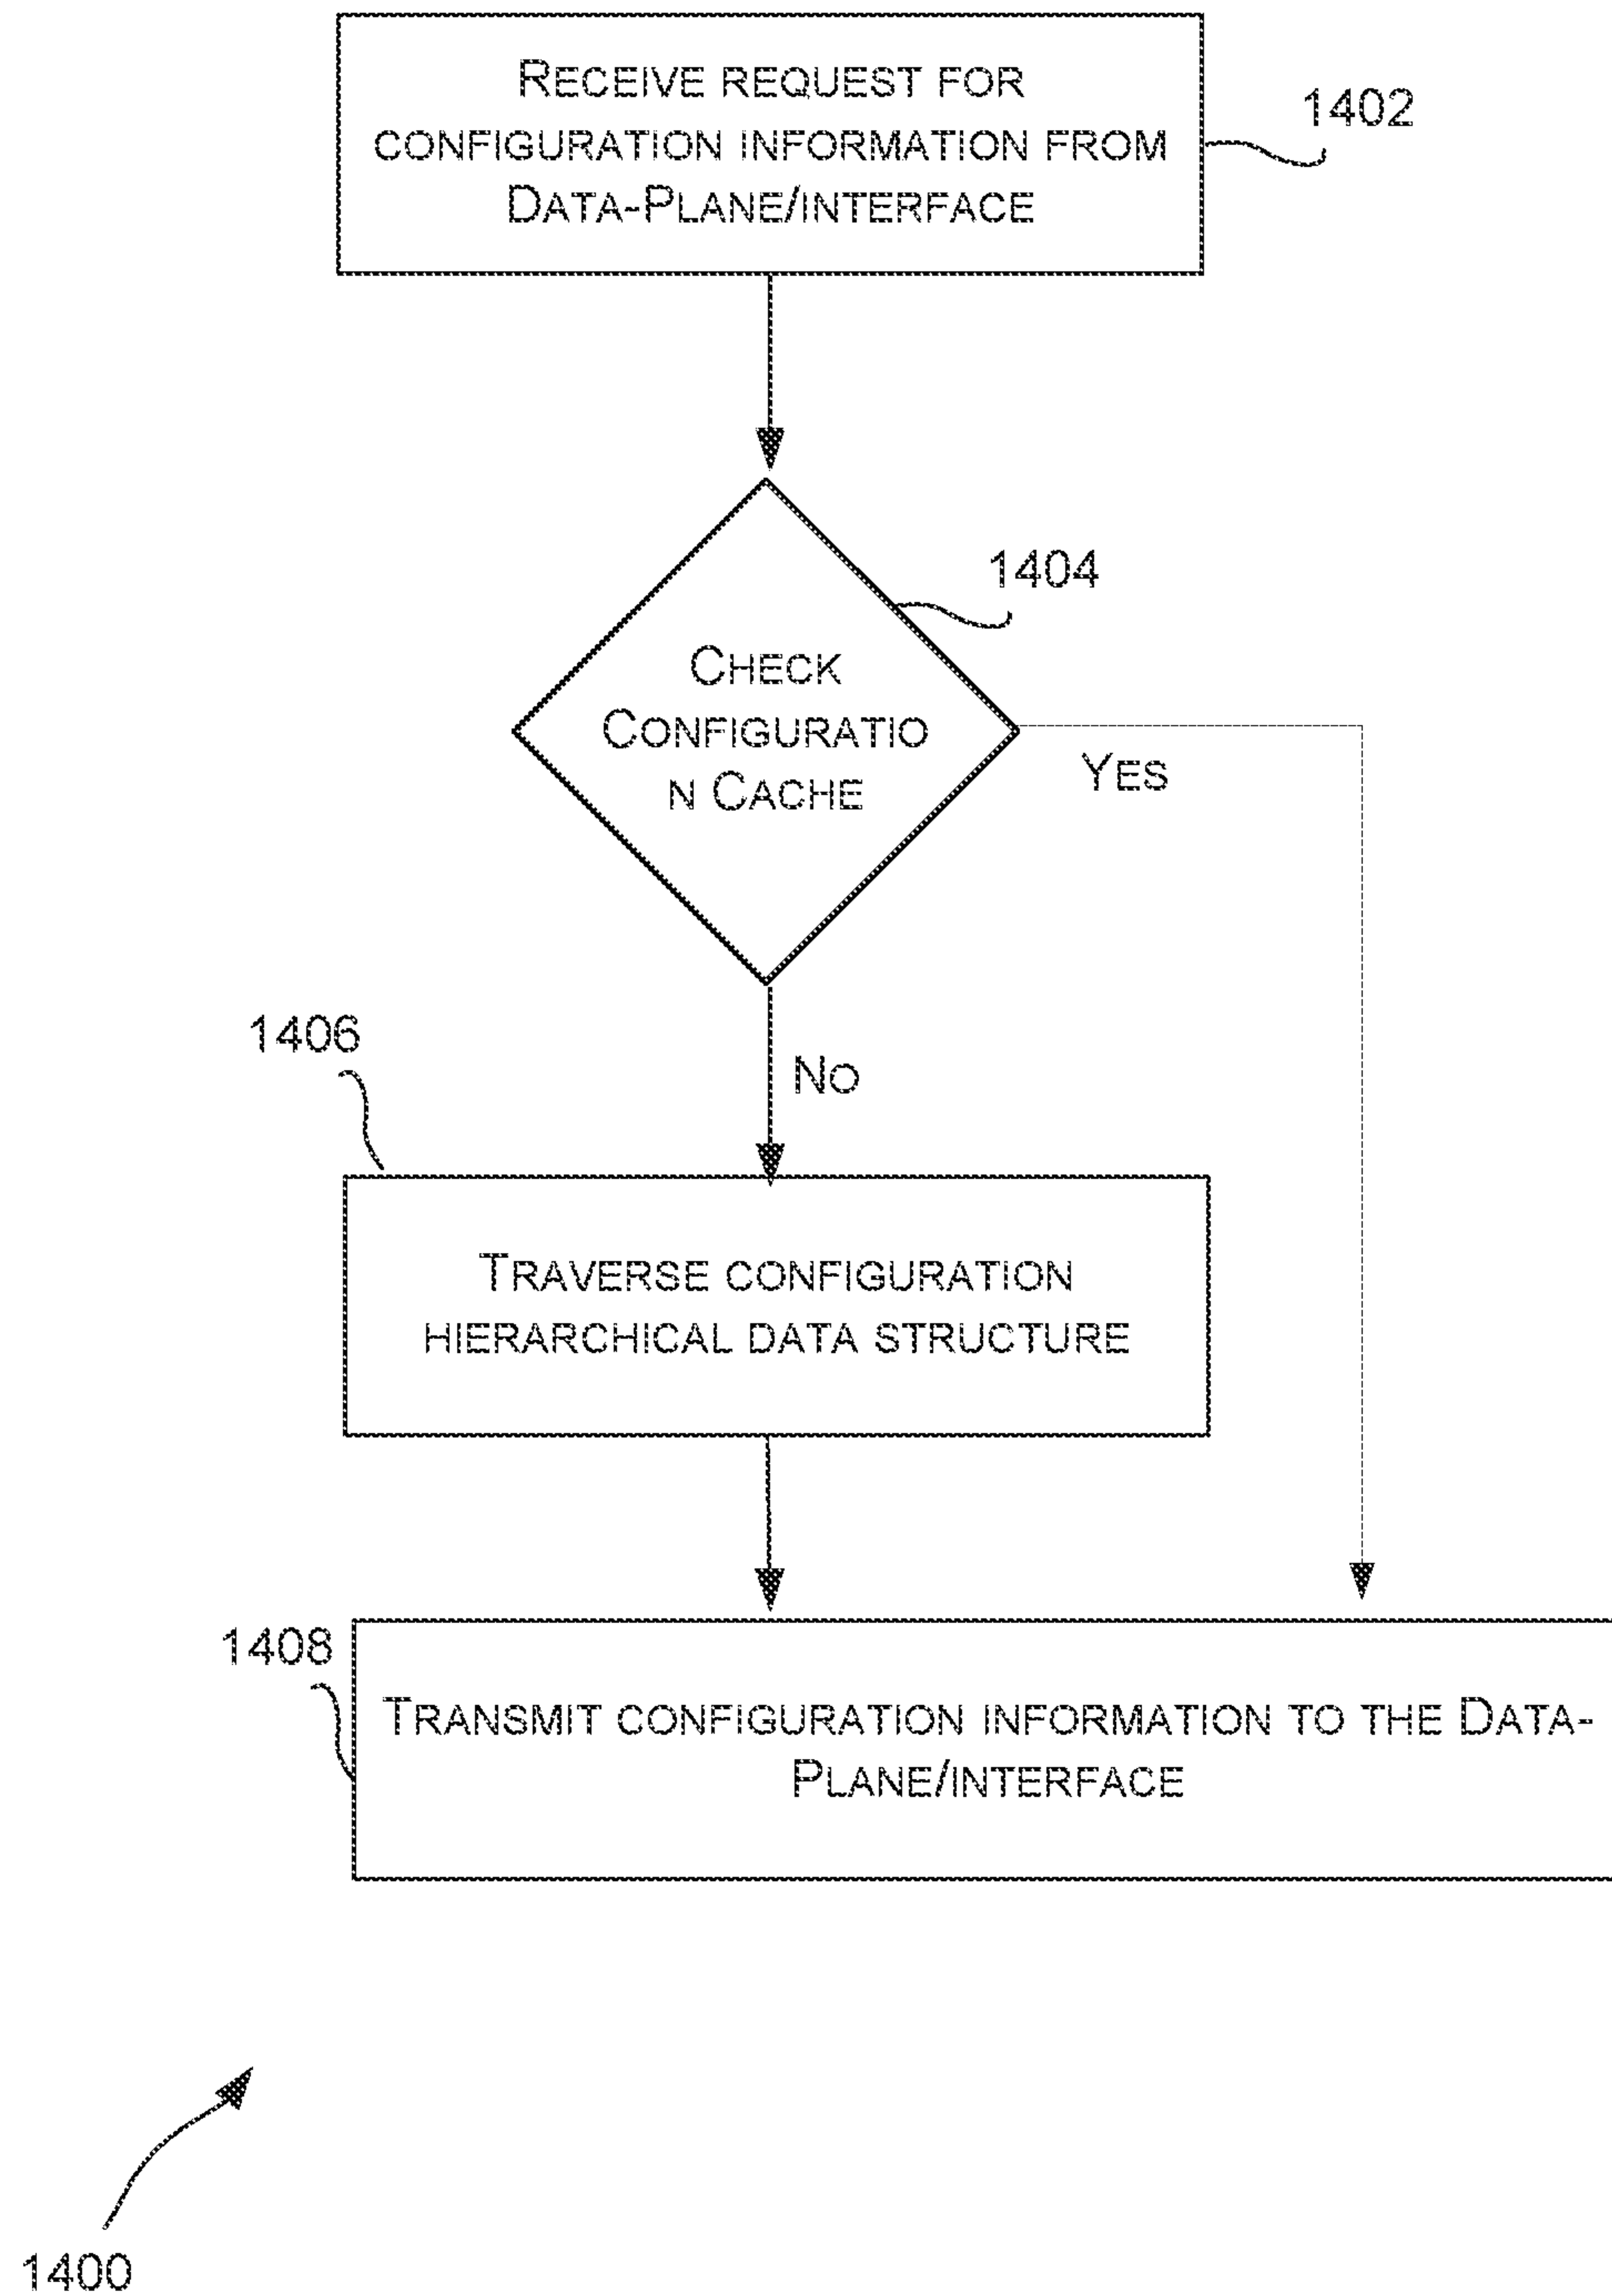 RECEIVE REQUEST FOR
CONFIGURATION INFORMATION FROM
DATA-PLANE/INTERFACE
1402
1404
CHECK
CONFIGURATIO
N CACHE
YES
1406
NO
TRAVERSE CONFIGURATION
HIERARCHICAL DATA STRUCTURE
1408
TRANSMIT CONFIGURATION INFORMATION TO THE DATA-
PLANE/INTERFACE
1400